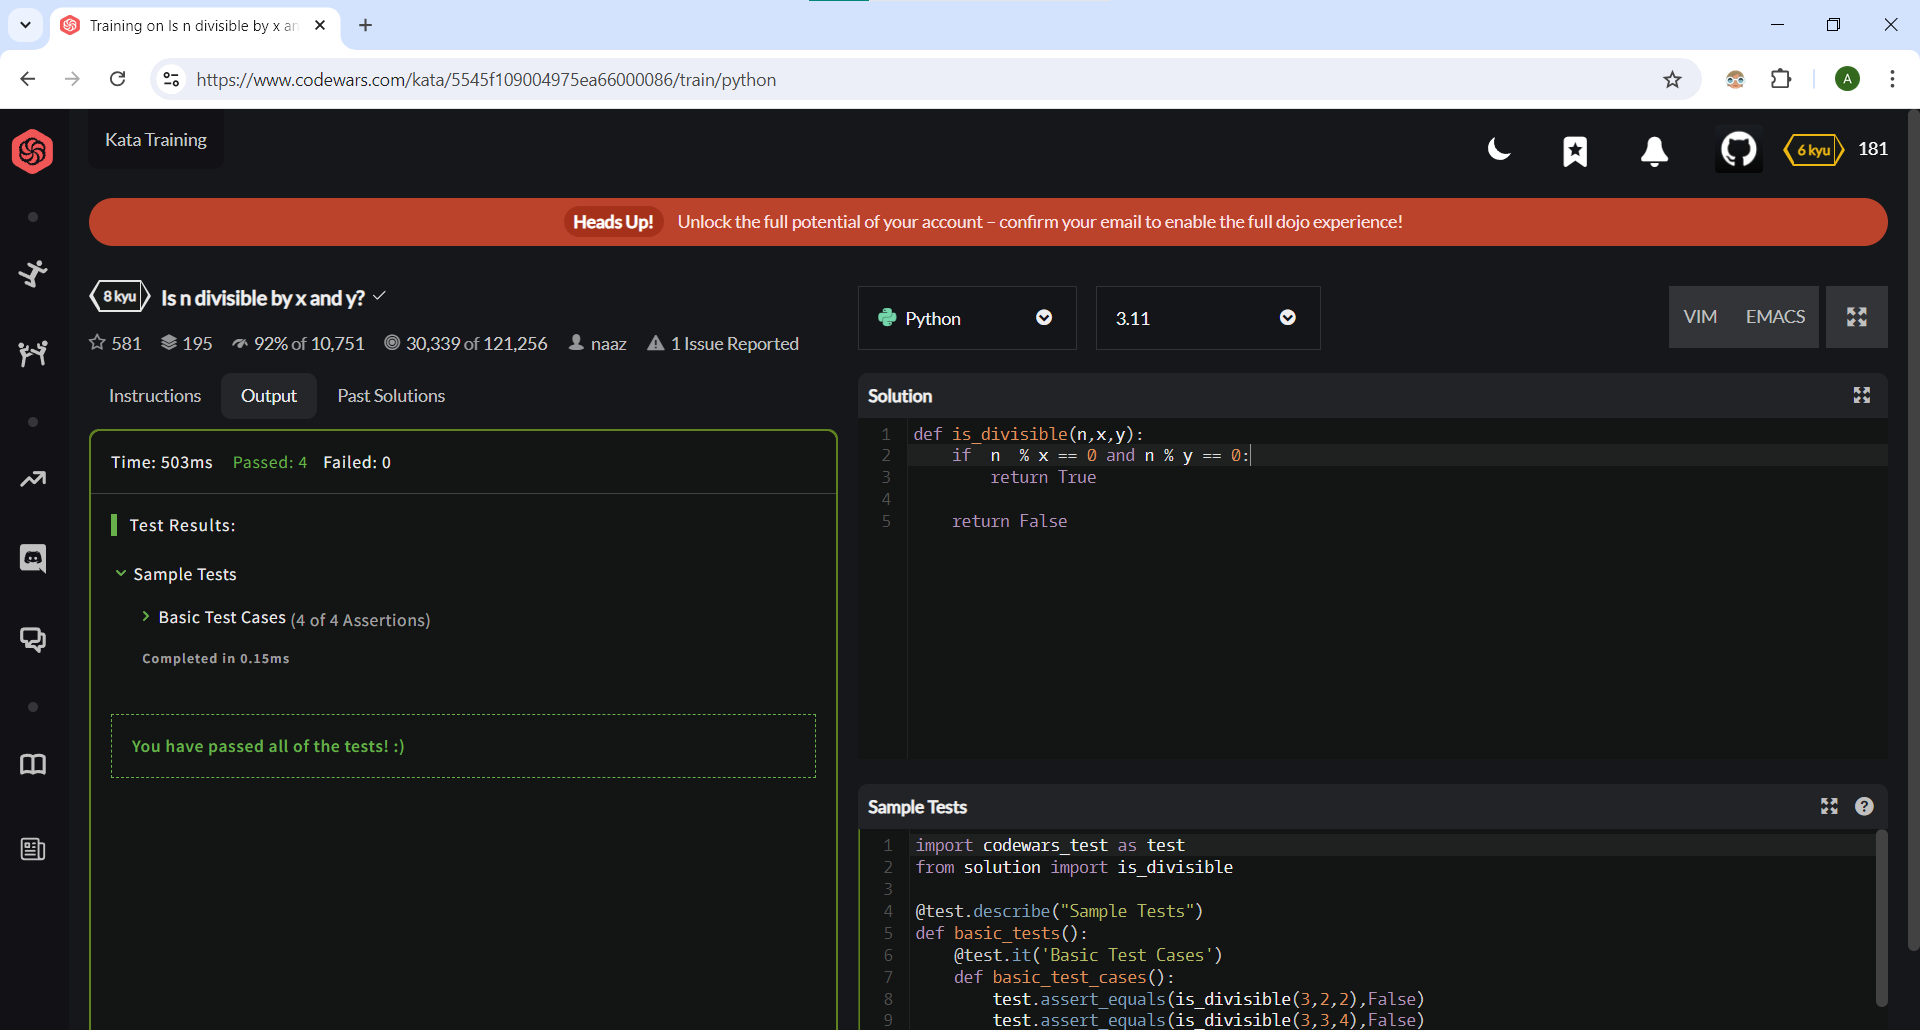 Training on Is n divisible by x an
https://www.codewars.com/kata/5545f109004975ea66000086/train/python
A
Kata Training
6 kyu
181
Heads Up! Unlock the full potential of your account – confirm your email to enable the full dojo experience!
8 kyu Is n divisible by x and y?
581 195 92% of 10,751 30,339 of 121,256 naaz 1 Issue Reported
Python
3.11
VIM EMACS
Instructions Output Past Solutions
Time: 503ms Passed: 4 Failed: 0
Test Results:
Sample Tests
Basic Test Cases (4 of 4 Assertions)
Completed in 0.15ms
You have passed all of the tests! :)
Solution
1 def is_divisible(n,x,y):
2     if  n  % x == 0 and n % y == 0:
3         return True
4
5     return False
Sample Tests
?
1 import codewars_test as test
2 from solution import is_divisible
3
4 @test.describe("Sample Tests")
5 def basic_tests():
6     @test.it('Basic Test Cases')
7     def basic_test_cases():
8         test.assert_equals(is_divisible(3,2,2),False)
9         test.assert_equals(is_divisible(3,3,4),False)